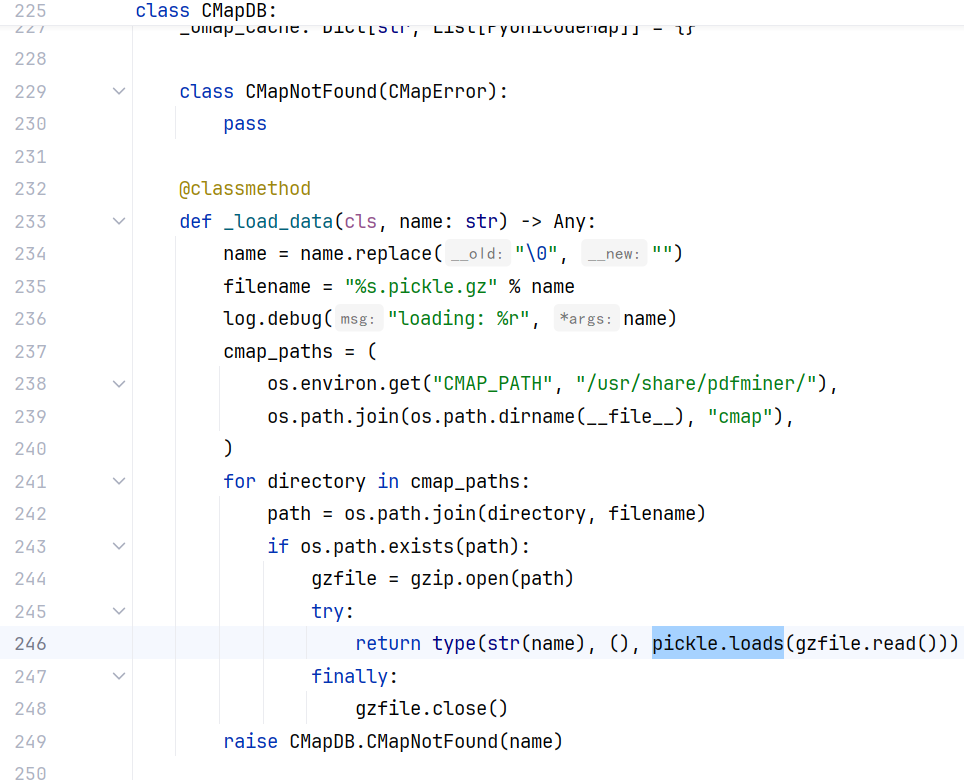 225 class CMapDB:
227 _umap_cache: Dict[str, List[PyUnicodeMap]] = {}
228
229 class CMapNotFound(CMapError):
230 pass
231
232 @classmethod
233 def _load_data(cls, name: str) -> Any:
234 name = name.replace(__old: "\0", __new: "")
235 filename = "%s.pickle.gz" % name
236 log.debug(msg: "loading: %r", *args: name)
237 cmap_paths = (
238 os.environ.get("CMAP_PATH", "/usr/share/pdfminer/"),
239 os.path.join(os.path.dirname(__file__), "cmap"),
240 )
241 for directory in cmap_paths:
242 path = os.path.join(directory, filename)
243 if os.path.exists(path):
244 gzfile = gzip.open(path)
245 try:
246 return type(str(name), (), pickle.loads(gzfile.read()))
247 finally:
248 gzfile.close()
249 raise CMapDB.CMapNotFound(name)
250